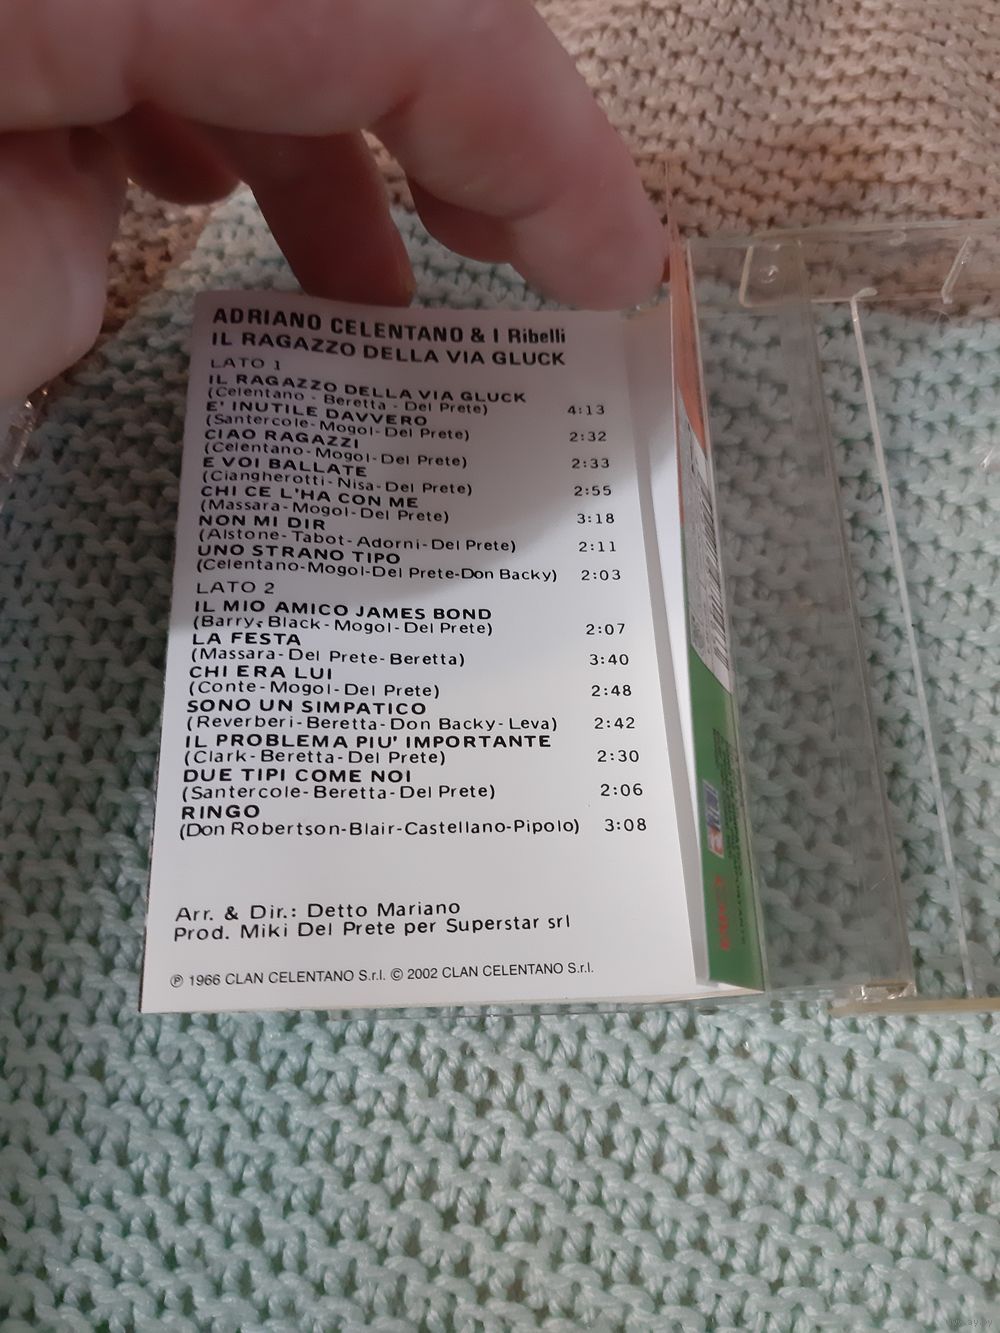 ADRIANO CELENTANO & I Ribelli
IL RAGAZZO DELLA VIA GLUCK
LATO 1
IL RAGAZZO DELLA VIA GLUCK
(Celentano - Beretta - Del Prete) 4:13
E' INUTILE DAVVERO
(Santercole-Mogol-Del Prete) 2:32
CIAO RAGAZZI
(Celentano-Mogol-Del Prete) 2:33
E VOI BALLATE
(Ciangherotti-Nisa-Del Prete) 2:55
CHI CE L'HA CON ME
(Massara-Mogol-Del Prete) 3:18
NON MI DIR
(Alstone-Tabot-Adorni-Del Prete) 2:11
UNO STRANO TIPO
(Celentano-Mogol-Del Prete-Don Backy) 2:03
LATO 2
IL MIO AMICO JAMES BOND
(Barry-Black-Mogol-Del Prete) 2:07
LA FESTA
(Massara-Del Prete-Beretta) 3:40
CHI ERA LUI
(Conte-Mogol-Del Prete) 2:48
SONO UN SIMPATICO
(Reverberi-Beretta-Don Backy-Leva) 2:42
IL PROBLEMA PIU' IMPORTANTE
(Clark-Beretta-Del Prete) 2:30
DUE TIPI COME NOI
(Santercole-Beretta-Del Prete) 2:06
RINGO
(Don Robertson-Blair-Castellano-Pipolo) 3:08
Arr. & Dir.: Detto Mariano
Prod. Miki Del Prete per Superstar srl
℗ 1966 CLAN CELENTANO S.r.l. © 2002 CLAN CELENTANO S.r.l.
EMI